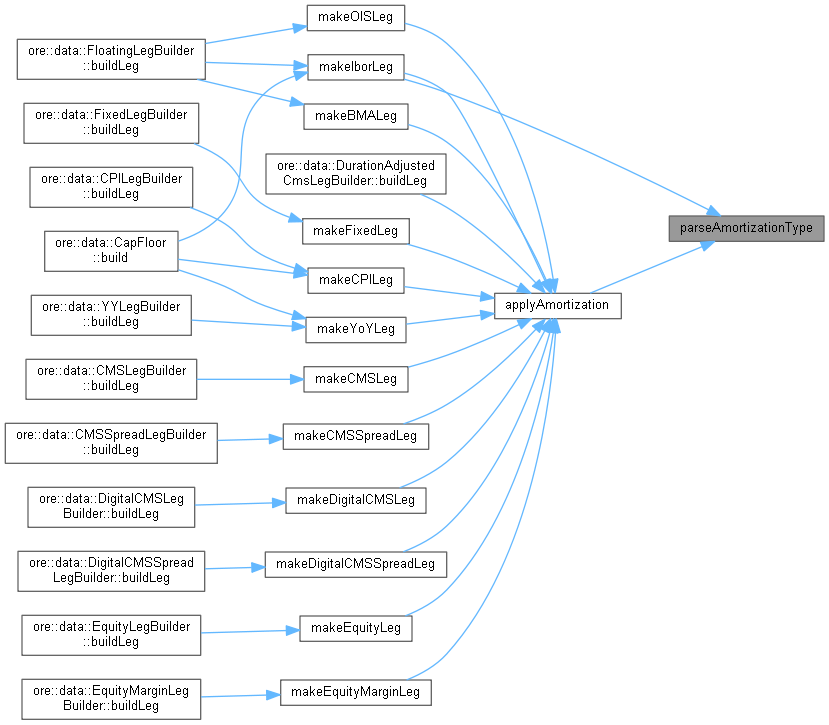 makeOISLeg
ore::data::FloatingLegBuilder
::buildLeg
makeIborLeg
makeBMALeg
ore::data::FixedLegBuilder
::buildLeg
ore::data::DurationAdjusted
CmsLegBuilder::buildLeg
ore::data::CPILegBuilder
::buildLeg
parseAmortizationType
makeFixedLeg
ore::data::CapFloor
::build
makeCPILeg
applyAmortization
ore::data::YYLegBuilder
::buildLeg
makeYoYLeg
ore::data::CMSLegBuilder
::buildLeg
makeCMSLeg
ore::data::CMSSpreadLegBuilder
::buildLeg
makeCMSSpreadLeg
ore::data::DigitalCMSLeg
Builder::buildLeg
makeDigitalCMSLeg
ore::data::DigitalCMSSpread
LegBuilder::buildLeg
makeDigitalCMSSpreadLeg
ore::data::EquityLegBuilder
::buildLeg
makeEquityLeg
ore::data::EquityMarginLeg
Builder::buildLeg
makeEquityMarginLeg